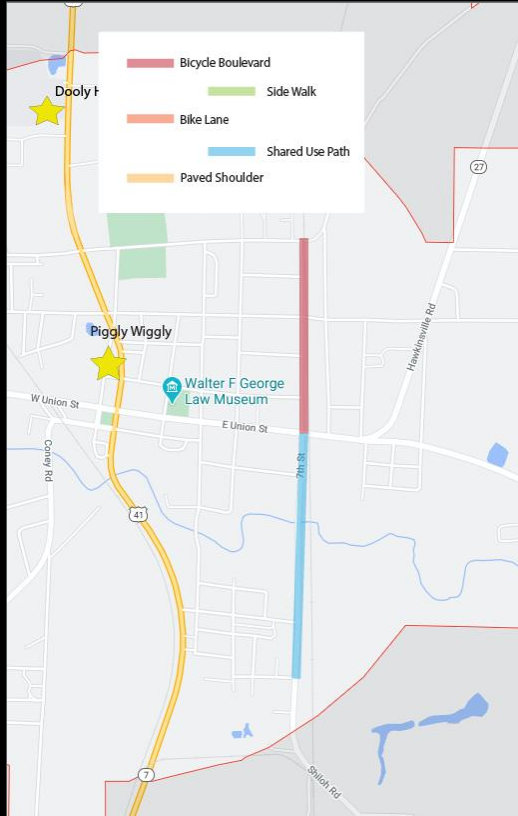 Bicycle Boulevard
Side Walk
Bike Lane
Shared Use Path
Paved Shoulder
Dooly H
27
Hawkinsville Rd
Piggly Wiggly
Walter F George
Law Museum
W Union St
E Union St
7th St
Coney Rd
41
7
Shiloh Rd